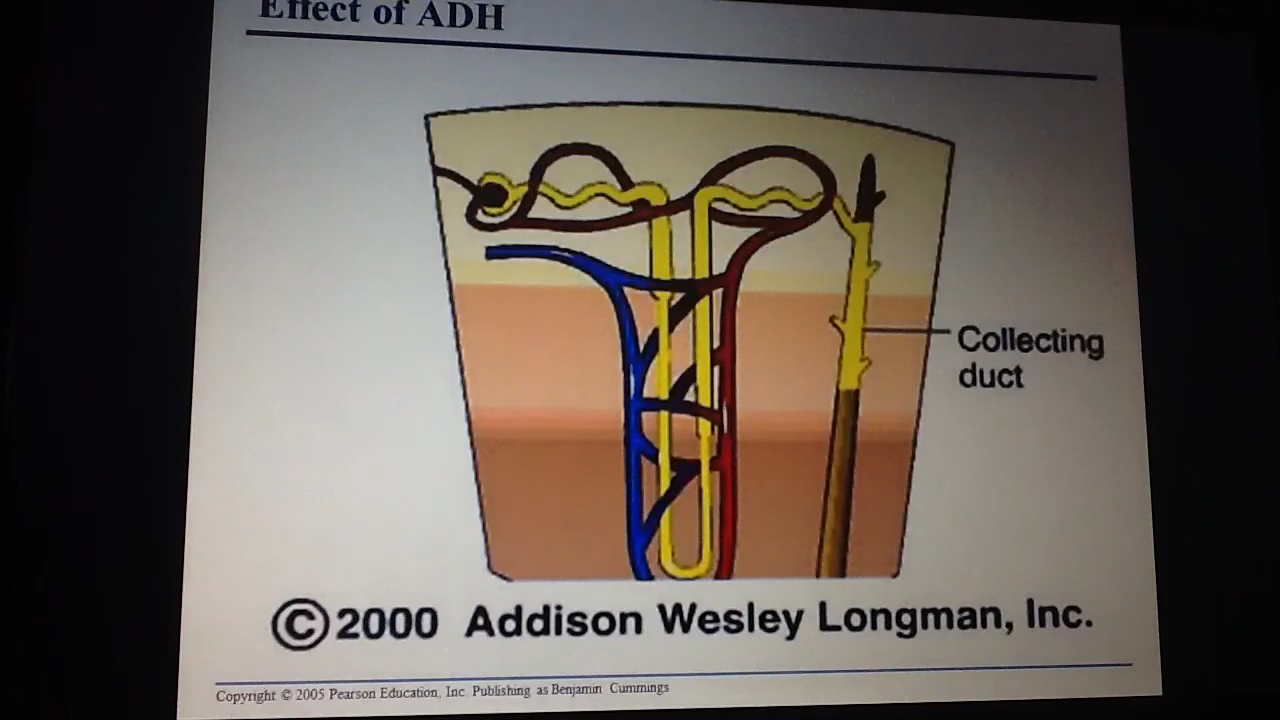 Effect of ADH
Collecting
duct
©2000 Addison Wesley Longman, Inc.
Copyright © 2005 Pearson Education, Inc. Publishing as Benjamin Cummings